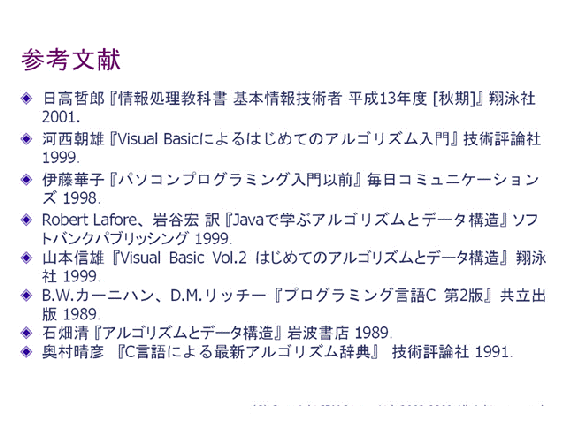 参考文献
日高哲郎『情報処理教科書 基本情報技術者 平成13年度 [秋期]』 翔泳社
2001.
河西朝雄『Visual Basicによるはじめてのアルゴリズム入門』 技術評論社
1999.
伊藤華子『パソコンプログラミング入門以前』 毎日コミュニケーション
ズ 1998.
Robert Lafore、岩谷宏 訳『Javaで学ぶアルゴリズムとデータ構造』 ソフ
トバンクパブリッシング 1999.
山本信雄『Visual Basic Vol.2 はじめてのアルゴリズムとデータ構造』 翔泳
社 1999.
B.W.カーニハン、D.M.リッチー『プログラミング言語C 第2版』 共立出
版 1989.
石畑清『アルゴリズムとデータ構造』 岩波書店 1989.
奥村晴彦 『C言語による最新アルゴリズム辞典』 技術評論社 1991.